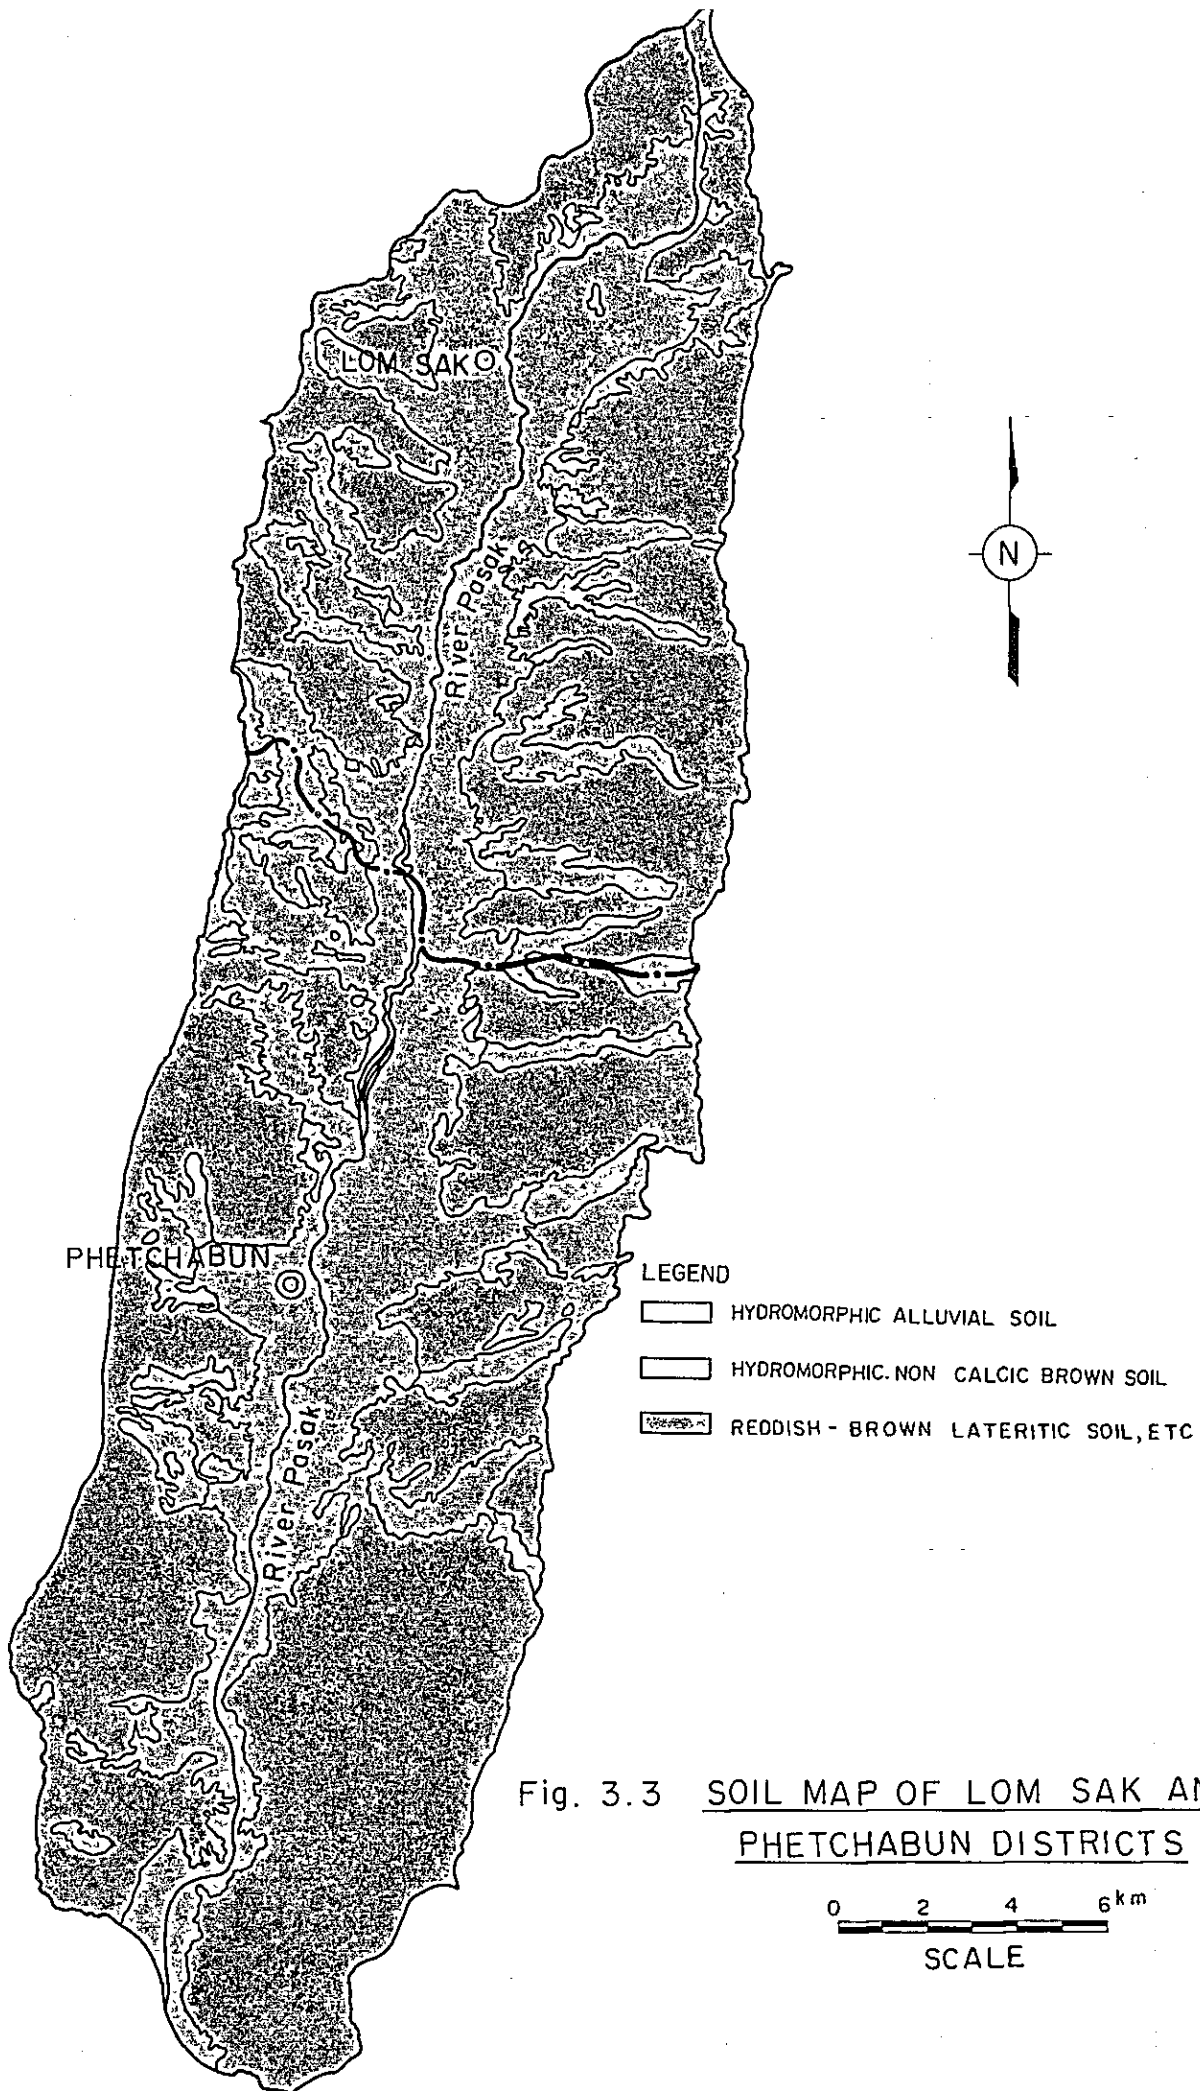 LOM SAK
River Pasak
N
PHETCHABUN
LEGEND
HYDROMORPHIC ALLUVIAL SOIL
HYDROMORPHIC. NON CALCIC BROWN SOIL
REDDISH - BROWN LATERITIC SOIL, ETC
River Pasak
Fig. 3.3 SOIL MAP OF LOM SAK AN
PHETCHABUN DISTRICTS
0 2 4 6 km
SCALE